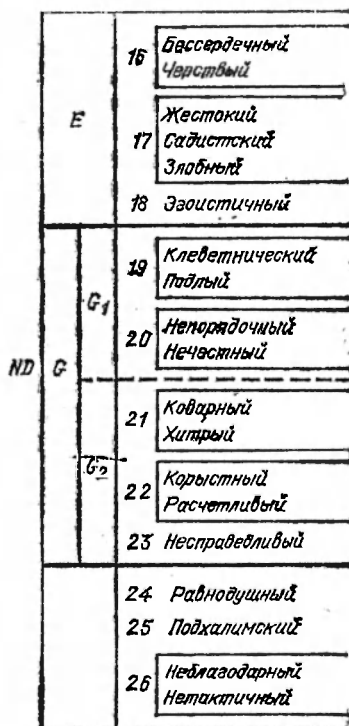 16 Бессердечный
Черствый
E
17 Жестокий
Садистский
Злобный
18 Эгоистичный
19 Клеветнический
Подлый
G1
20 Непорядочный
Нечестный
ND G
21 Коварный
Хитрый
G2
22 Корыстный
Расчетливый
23 Несправедливый
24 Равнодушный
25 Подхалимский
26 Неблагодарный
Нетактичный